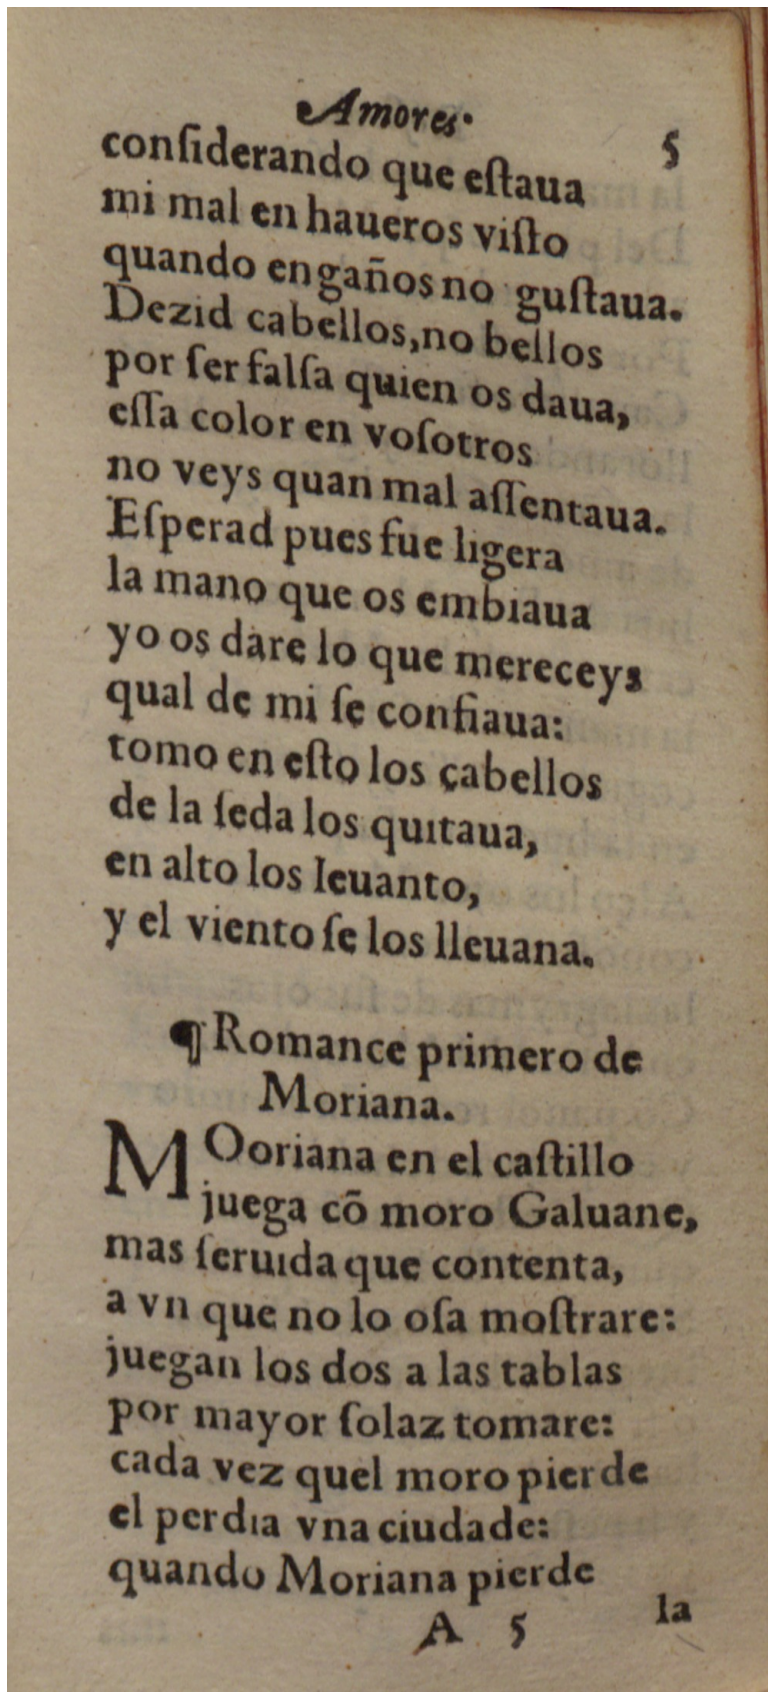 Amores.
5
conſiderando que eſtaua
mi mal en haueros viſto
quando engaños no guſtaua.
Dezid cabellos, no bellos
por ſer falſa quien os daua,
eſſa color en voſotros
no veys quan mal aſſentaua.
Eſperad pues fue ligera
la mano que os embiaua
yo os dare lo que mereceys
qual de mi ſe confiaua:
tomo en eſto los cabellos
de la ſeda los quitaua,
en alto los leuanto,
y el viento ſe los lleuana.
¶ Romance primero de
Moriana.
MOoriana en el caſtillo
juega cõ moro Galuane,
mas ſeruida que contenta,
a vn que no lo oſa moſtrare:
juegan los dos a las tablas
por mayor ſolaz tomare:
cada vez quel moro pierde
el perdia vna ciudade:
quando Moriana pierde
A 5 la